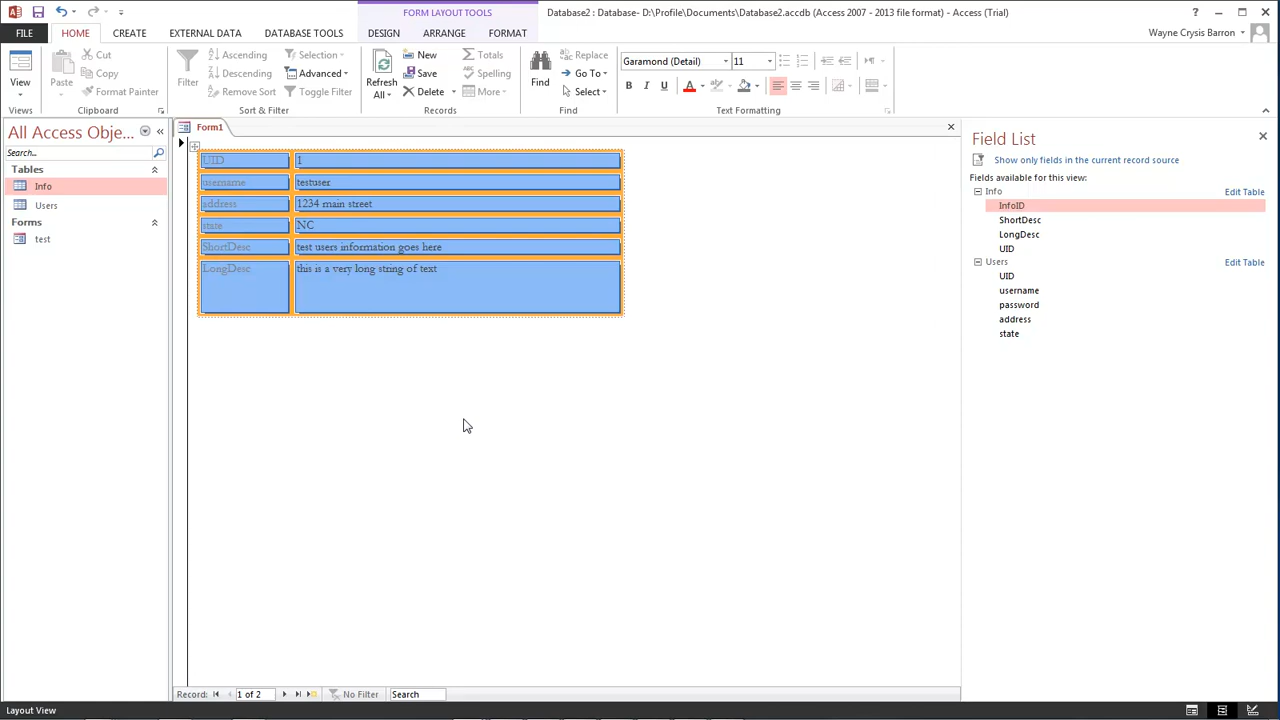 FORM LAYOUT TOOLS
Database2 : Database- D:\Profile\Documents\Database2.accdb (Access 2007 - 2013 file format) - Access (Trial)
FILE HOME CREATE EXTERNAL DATA DATABASE TOOLS DESIGN ARRANGE FORMAT Wayne Crysis Barron
View
Views
Paste
Cut
Copy
Format Painter
Clipboard
Filter
Ascending
Descending
Remove Sort
Selection
Advanced
Toggle Filter
Sort & Filter
Refresh
All
New
Save
Delete
Totals
Spelling
More
Records
Find
Replace
Go To
Select
Find
Garamond (Detail) 11
B I U A
Text Formatting
All Access Obje...
Search...
Tables
Info
Users
Forms
test
Form1
UID 1
username testuser
address 1234 main street
state NC
ShortDesc test users information goes here
LongDesc this is a very long string of text
Field List
Show only fields in the current record source
Fields available for this view:
Info Edit Table
InfoID
ShortDesc
LongDesc
UID
Users Edit Table
UID
username
password
address
state
Record: 1 of 2 No Filter Search
Layout View